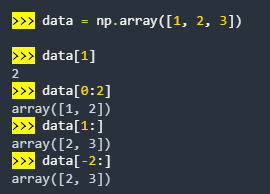 >>> data = np.array([1, 2, 3])
>>> data[1]
2
>>> data[0:2]
array([1, 2])
>>> data[1:]
array([2, 3])
>>> data[-2:]
array([2, 3])